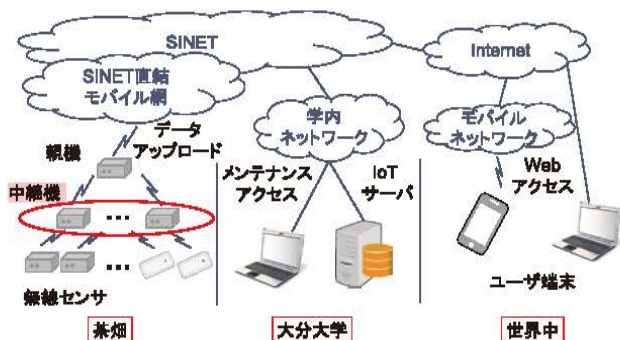 SINET
Internet
SINET直結
モバイル網
学内
ネットワーク
モバイル
ネットワーク
データ
アップロード
親機
メンテナンス
アクセス
IoT
サーバ
Web
アクセス
中継機
ユーザ端末
無線センサ
茶畑
大分大学
世界中